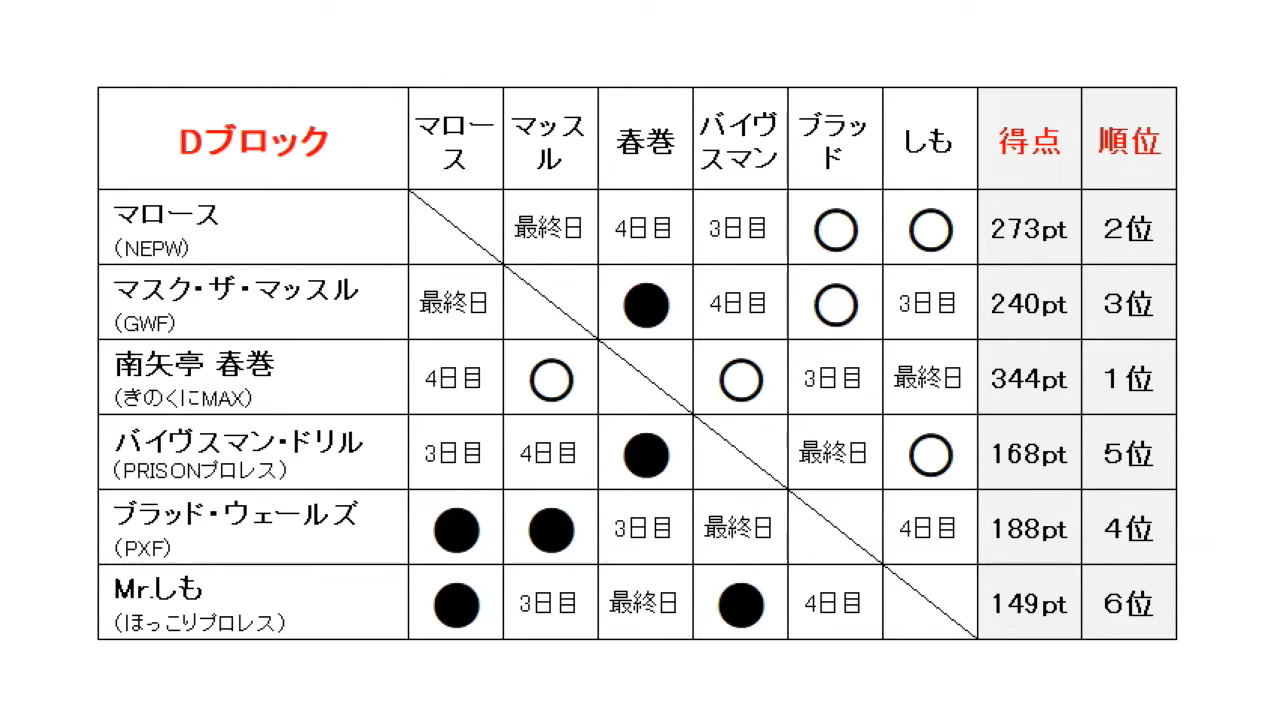 Dブロック マロース マッスル 春巻 バイヴスマン ブラッド しも 得点 順位
マロース
(NEPW)
最終日 4日目 3日目 ○ ○ 273pt 2位
マスク・ザ・マッスル
(GWF)
最終日 ● 4日目 ○ 3日目 240pt 3位
南矢亭 春巻
(きのくにMAX)
4日目 ○ ○ 3日目 最終日 344pt 1位
バイヴスマン・ドリル
(PRISONプロレス)
3日目 4日目 ● 最終日 ○ 168pt 5位
ブラッド・ウェールズ
(PXF)
● ● 3日目 最終日 4日目 188pt 4位
Mr.しも
(ほっこりプロレス)
● 3日目 最終日 ● 4日目 149pt 6位